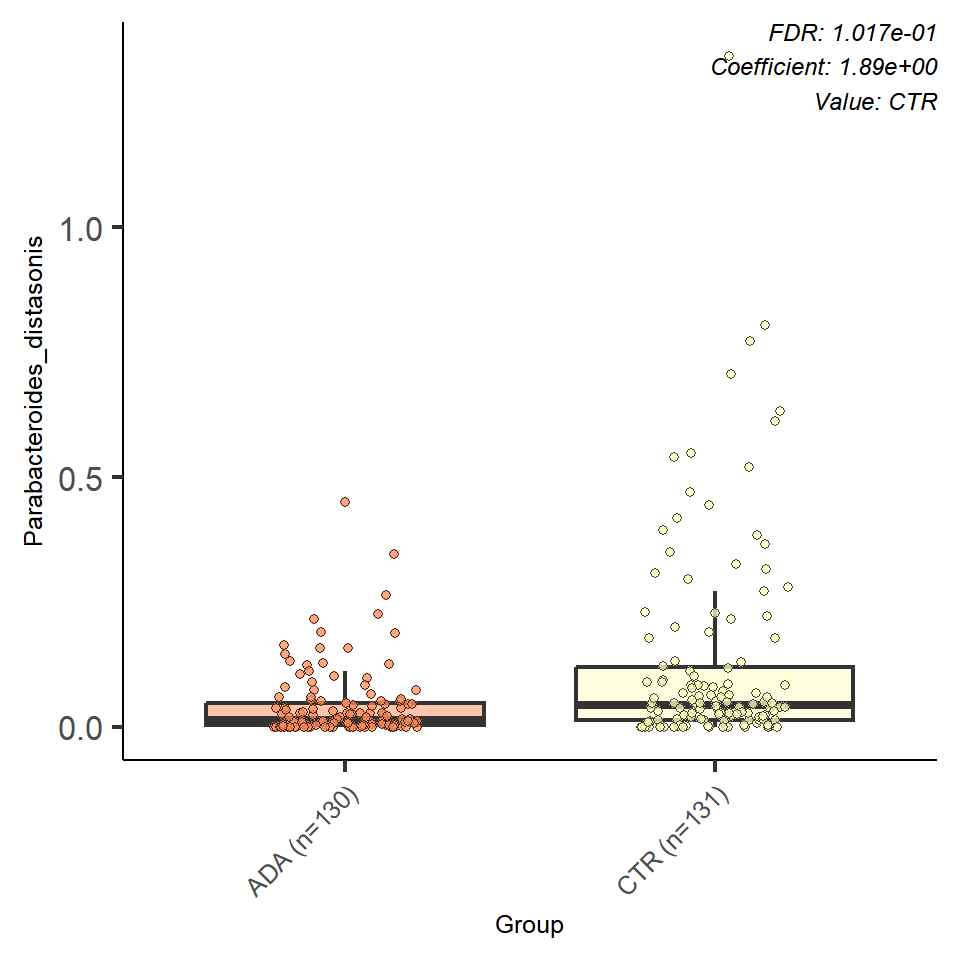 FDR: 1.017e-01
Coefficient: 1.89e+00
Value: CTR
Parabacteroides_distasonis
1.0
0.5
0.0
ADA (n=130)
CTR (n=131)
Group